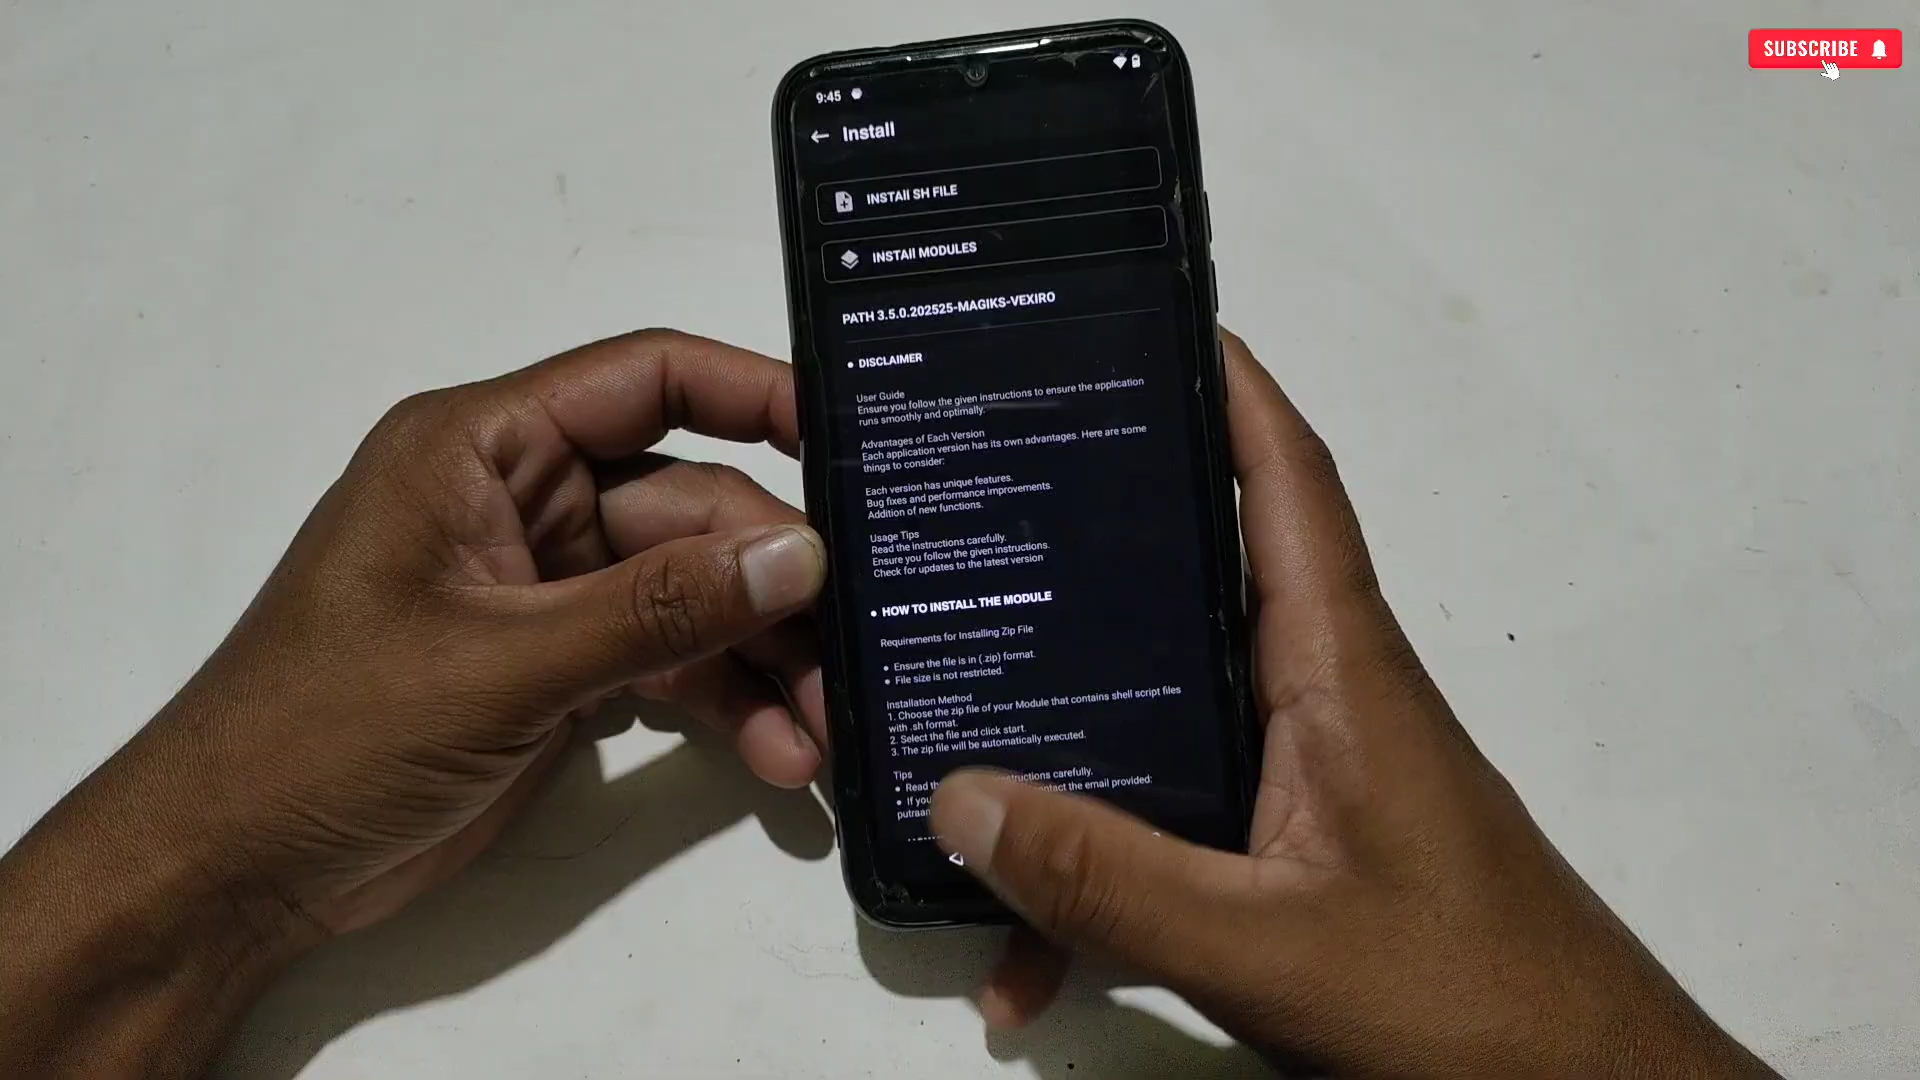 SUBSCRIBE
9:45
Install
INSTAll SH FILE
INSTAll MODULES
PATH 3.5.0.202525-MAGIKS-VEXIRO
• DISCLAIMER
User Guide
Ensure you follow the given instructions to ensure the application
runs smoothly and optimally.
Advantages of Each Version
Each application version has its own advantages. Here are some
things to consider:
Each version has unique features.
Bug fixes and performance improvements.
Addition of new functions.
Usage Tips
Read the instructions carefully.
Ensure you follow the given instructions.
Check for updates to the latest version
• HOW TO INSTALL THE MODULE
Requirements for Installing Zip File
• Ensure the file is in (.zip) format.
• File size is not restricted.
Installation Method
1. Choose the zip file of your Module that contains shell script files
with .sh format.
2. Select the file and click start.
3. The zip file will be automatically executed.
Tips
• Read carefully.
• If the email provided: